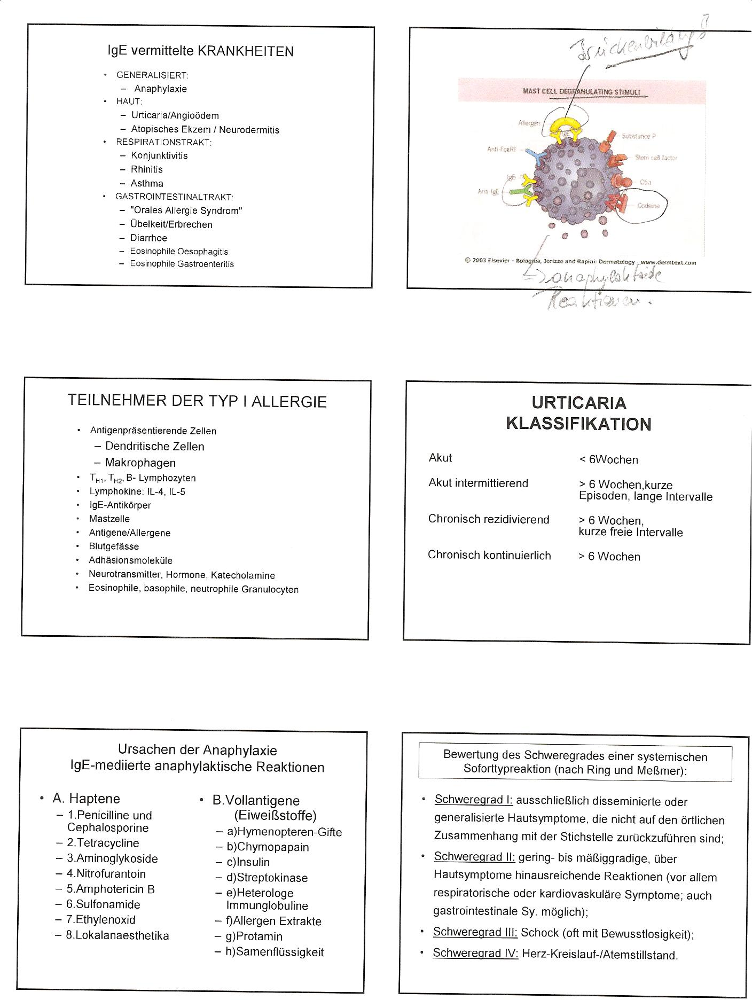 IgE vermittelte KRANKHEITEN
• GENERALISIERT:
– Anaphylaxie
• HAUT:
– Urticaria/Angioödem
– Atopisches Ekzem / Neurodermitis
• RESPIRATIONSTRAKT:
– Konjunktivitis
– Rhinitis
– Asthma
• GASTROINTESTINALTRAKT:
– "Orales Allergie Syndrom"
– Übelkeit/Erbrechen
– Diarrhoe
– Eosinophile Oesophagitis
– Eosinophile Gastroenteritis
Brückenbildung!
MAST CELL DEGRANULATING STIMULI
Allergen
IgE
Substance P
Anti-FcεRI
Stem cell factor
IgE
C5a
Anti-IgE
Codeine
© 2003 Elsevier - Bolognia, Jorizzo and Rapini: Dermatology - www.dermtext.com
anaphylaktoide
Reaktionen.
TEILNEHMER DER TYP I ALLERGIE
• Antigenpräsentierende Zellen
– Dendritische Zellen
– Makrophagen
• TH1, TH2, B- Lymphozyten
• Lymphokine: IL-4, IL-5
• IgE-Antikörper
• Mastzelle
• Antigene/Allergene
• Blutgefässe
• Adhäsionsmoleküle
• Neurotransmitter, Hormone, Katecholamine
• Eosinophile, basophile, neutrophile Granulocyten
URTICARIA
KLASSIFIKATION
Akut < 6Wochen
Akut intermittierend > 6 Wochen,kurze
Episoden, lange Intervalle
Chronisch rezidivierend > 6 Wochen,
kurze freie Intervalle
Chronisch kontinuierlich > 6 Wochen
Ursachen der Anaphylaxie
IgE-mediierte anaphylaktische Reaktionen
• A. Haptene
– 1.Penicilline und
Cephalosporine
– 2.Tetracycline
– 3.Aminoglykoside
– 4.Nitrofurantoin
– 5.Amphotericin B
– 6.Sulfonamide
– 7.Ethylenoxid
– 8.Lokalanaesthetika
• B.Vollantigene
(Eiweißstoffe)
– a)Hymenopteren-Gifte
– b)Chymopapain
– c)Insulin
– d)Streptokinase
– e)Heterologe
Immunglobuline
– f)Allergen Extrakte
– g)Protamin
– h)Samenflüssigkeit
Bewertung des Schweregrades einer systemischen
Soforttypreaktion (nach Ring und Meßmer):
• Schweregrad I: ausschließlich disseminierte oder
generalisierte Hautsymptome, die nicht auf den örtlichen
Zusammenhang mit der Stichstelle zurückzuführen sind;
• Schweregrad II: gering- bis mäßiggradige, über
Hautsymptome hinausreichende Reaktionen (vor allem
respiratorische oder kardiovaskuläre Symptome; auch
gastrointestinale Sy. möglich);
• Schweregrad III: Schock (oft mit Bewusstlosigkeit);
• Schweregrad IV: Herz-Kreislauf-/Atemstillstand.